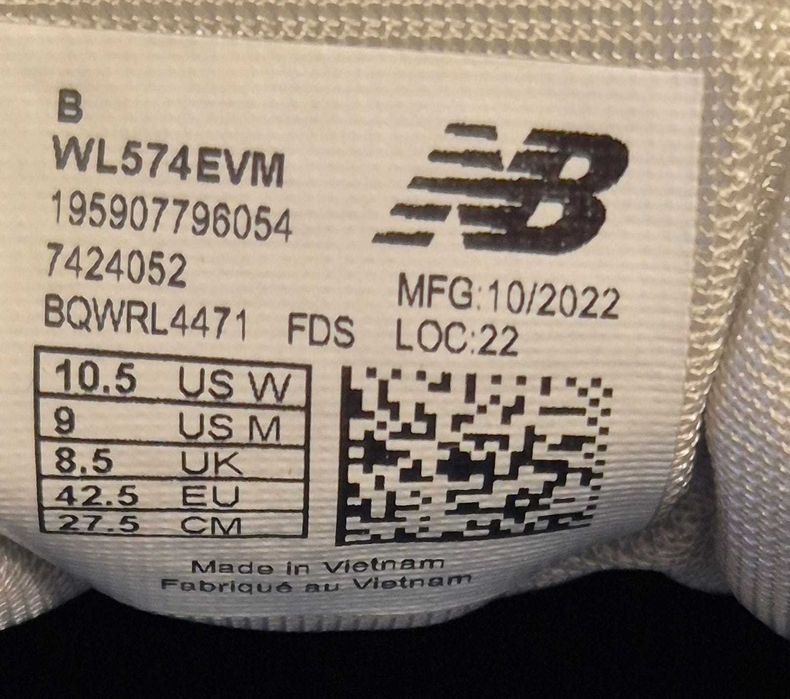 B
WL574EVM
195907796054
7424052
BQWRL4471 FDS
NB
MFG:10/2022
LOC:22
10.5 US W
9 US M
8.5 UK
42.5 EU
27.5 CM
Made in Vietnam
Fabriqué au Vietnam